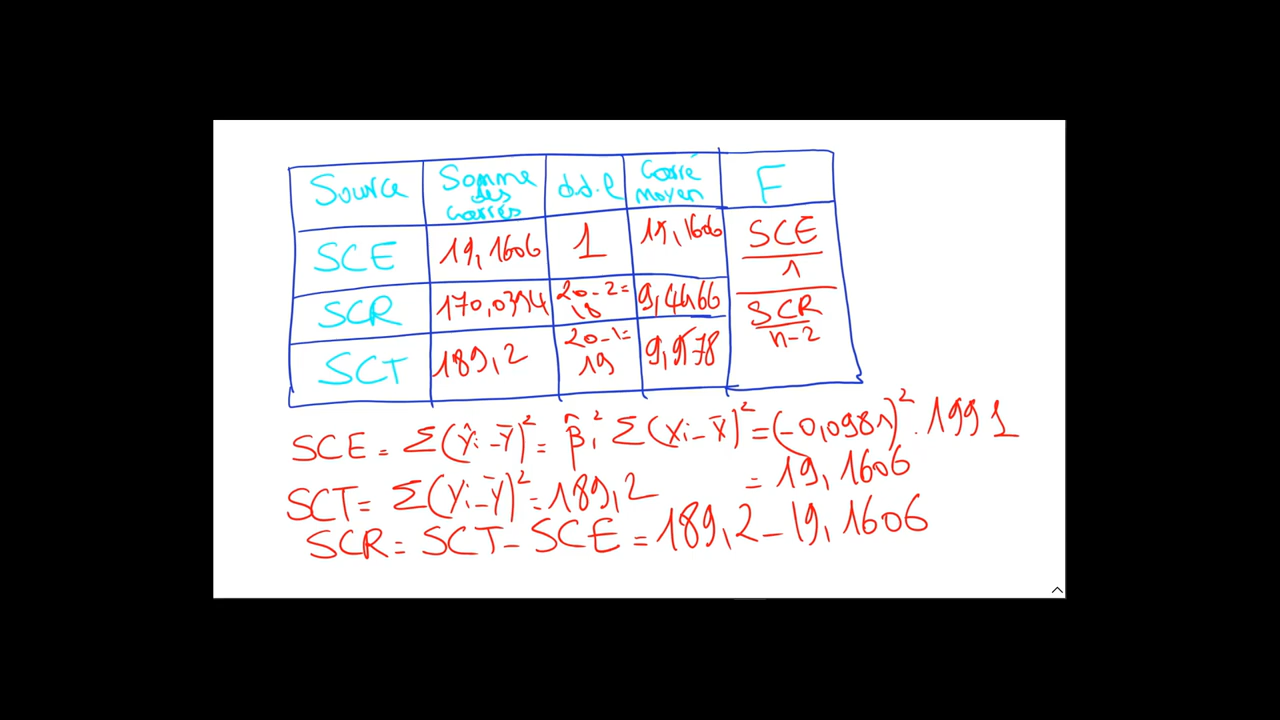 Source Somme des carrés d.d.l Carré moyen F
SCE 19,1606 1 19,1606 SCE/1
SCR 170,0394 20-2=18 9,4466 SCR/n-2
SCT 189,2 20-1=19 9,9578
SCE = Σ(ŷi-ȳ)² = β̂₁² Σ(xi-x̄)² = (-0,0981)² . 1991
= 19,1606
SCT = Σ(yi-ȳ)² = 189,2
SCR = SCT - SCE = 189,2 - 19,1606